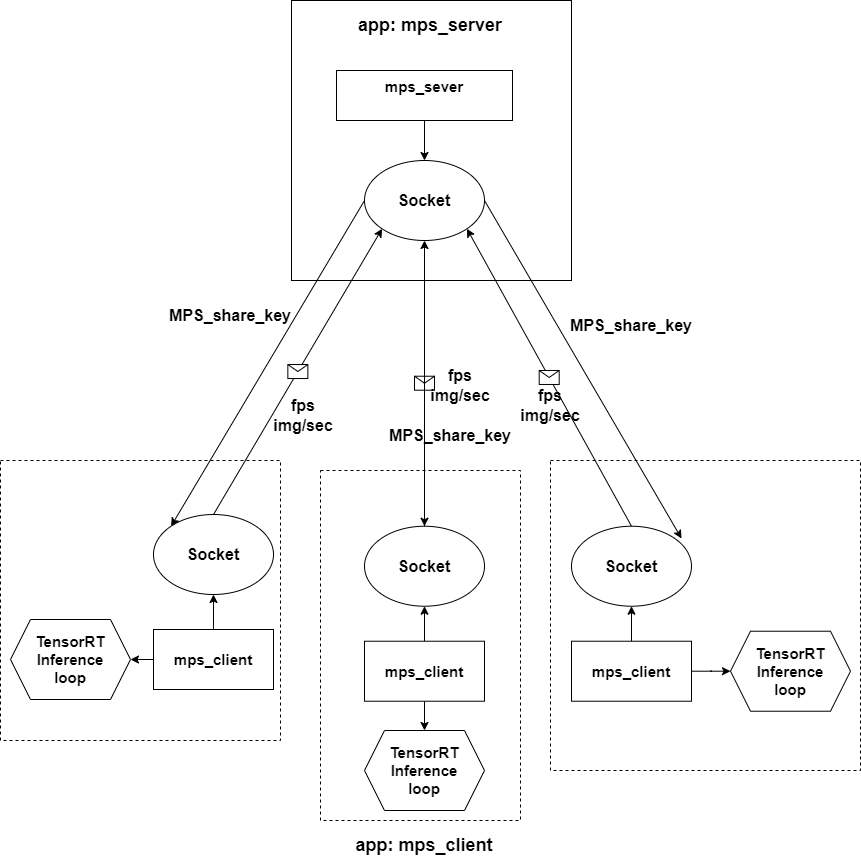 app: mps_server
mps_sever
Socket
MPS_share_key
MPS_share_key
fps
img/sec
fps
img/sec
fps
img/sec
MPS_share_key
Socket
Socket
Socket
TensorRT
Inference
loop
mps_client
mps_client
mps_client
TensorRT
Inference
loop
TensorRT
Inference
loop
app: mps_client